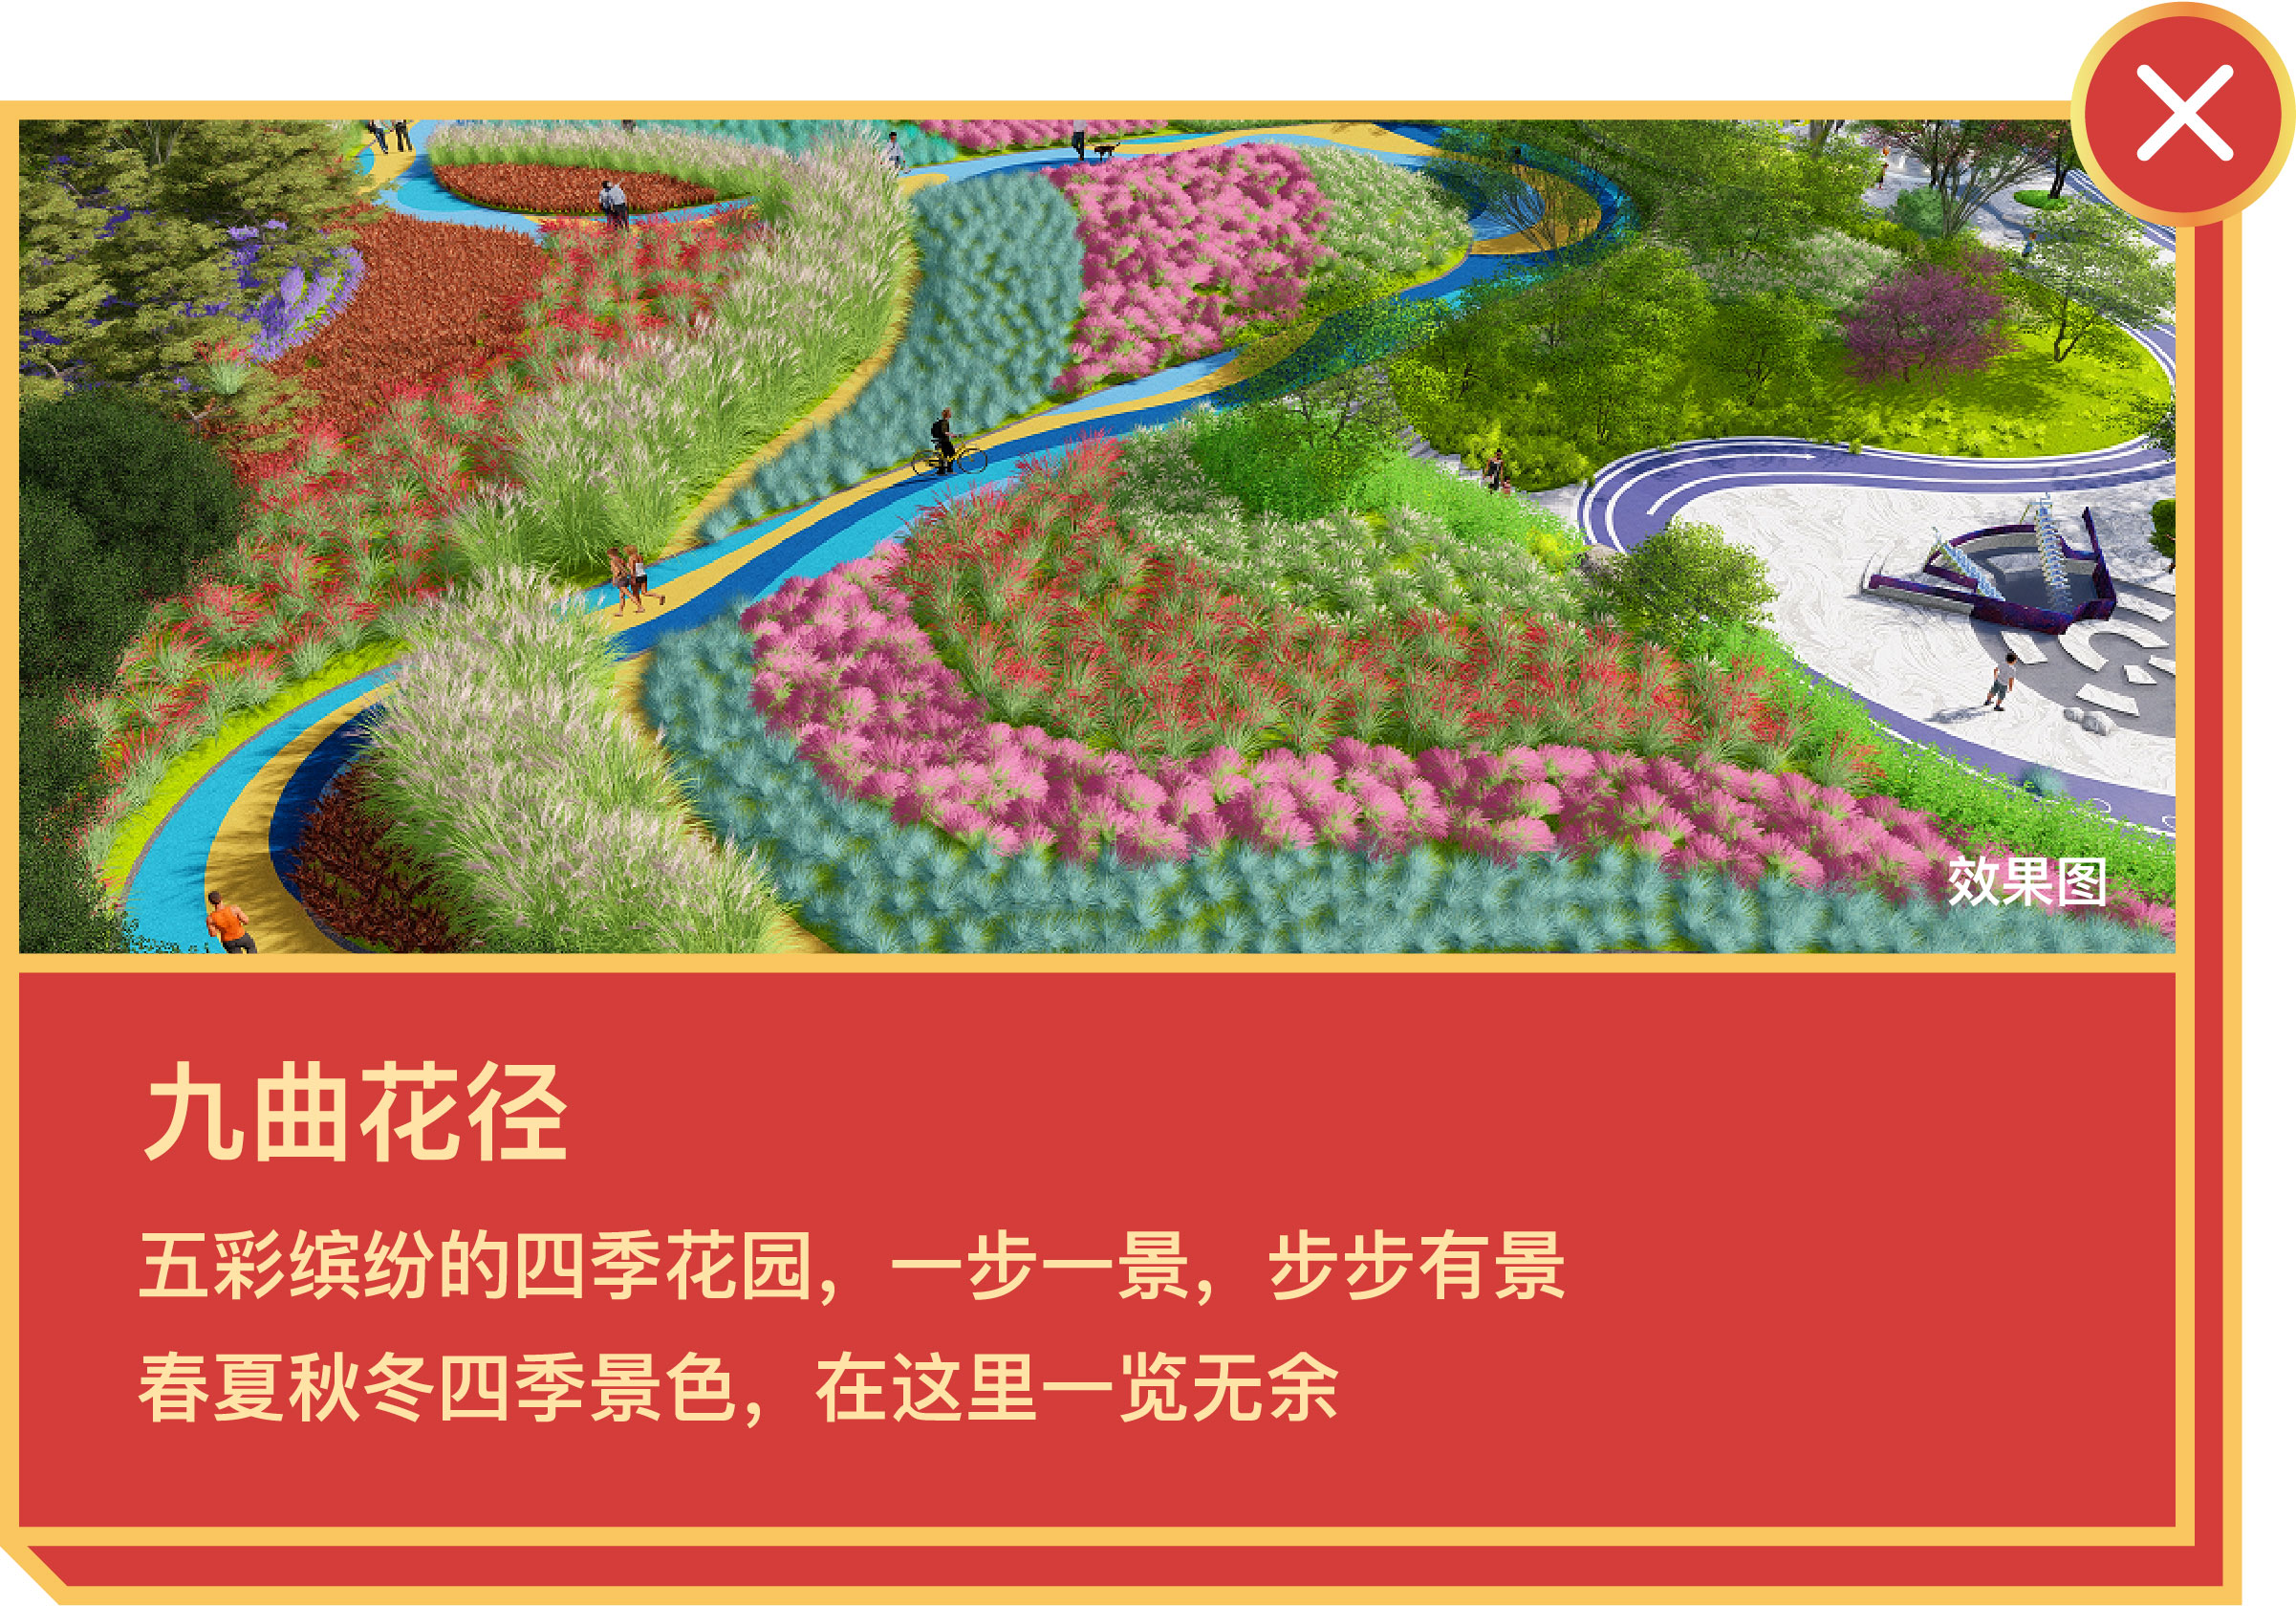 效果图
九曲花径
五彩缤纷的四季花园，一步一景，步步有景
春夏秋冬四季景色，在这里一览无余